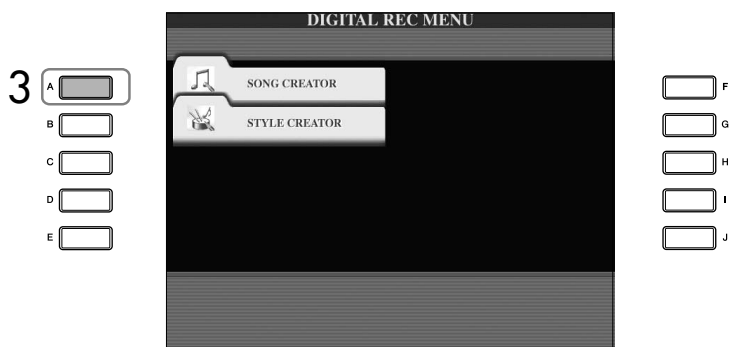 DIGITAL REC MENU
3
A
SONG CREATOR
F
B
STYLE CREATOR
G
C
H
D
I
E
J